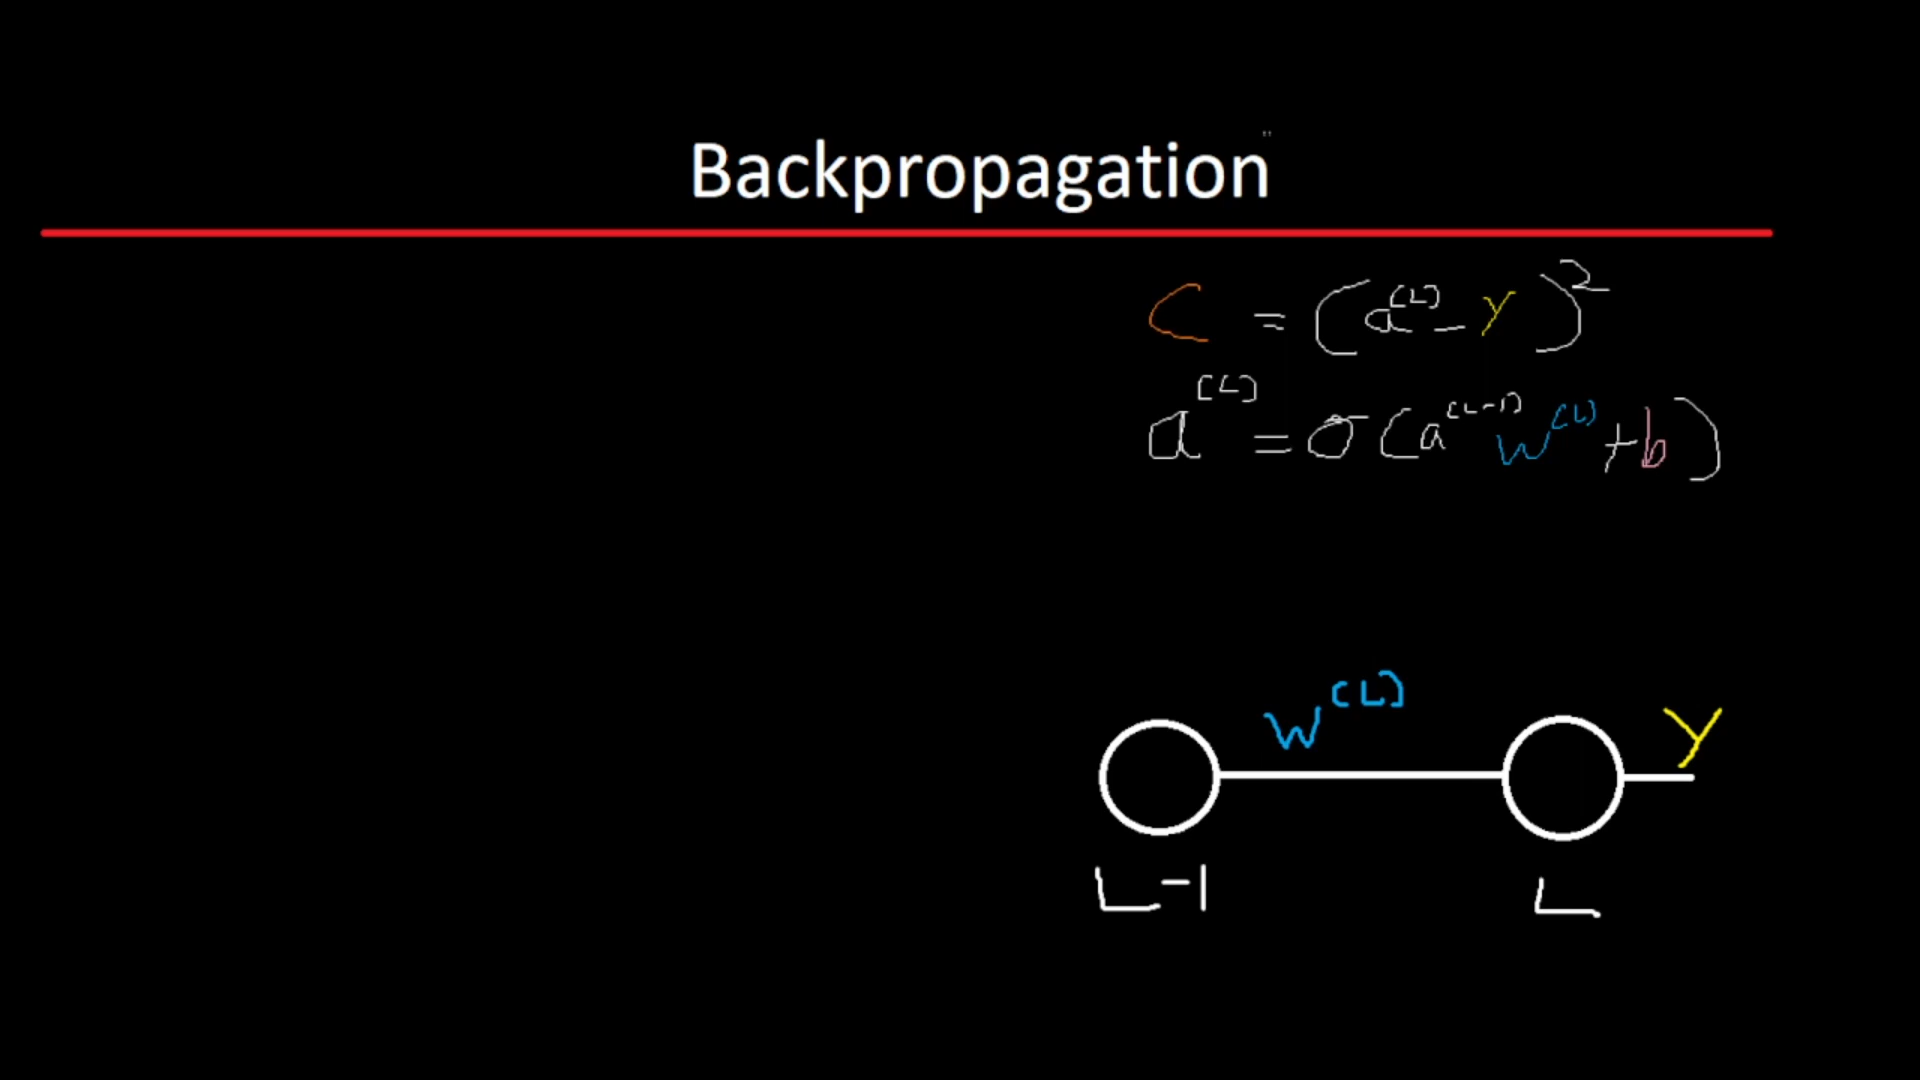 Backpropagation
C = (a^(L) - y)^2
a^(L) = σ(a^(L-1) w^(L) + b)
w^(L)
y
L-1
L